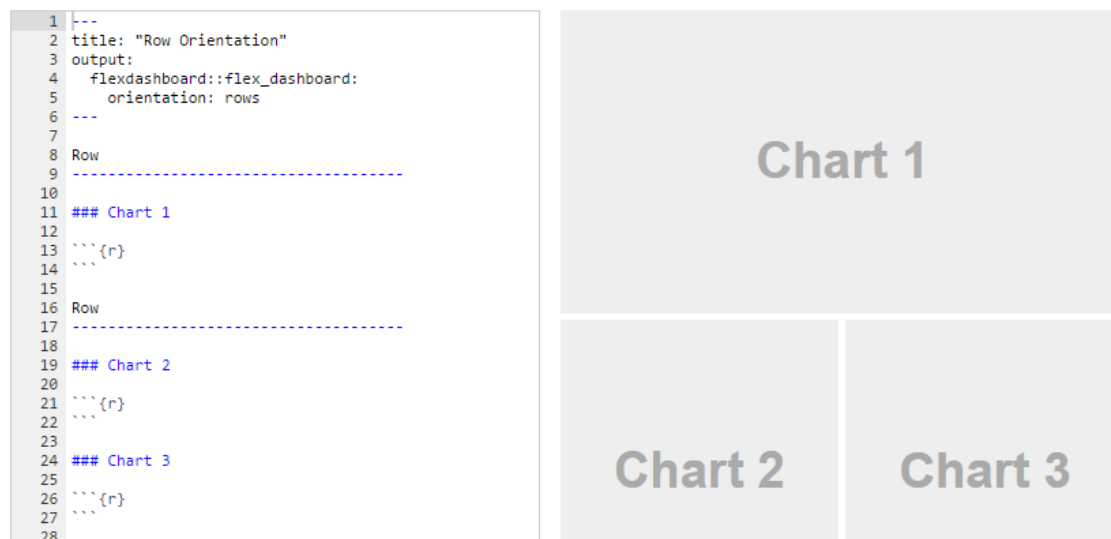 1 ---
2 title: "Row Orientation"
3 output:
4   flexdashboard::flex_dashboard:
5     orientation: rows
6 ---
7
8 Row
9 -------------------------------------
10
11 ### Chart 1
12
13 ```{r}
14 ```
15
16 Row
17 -------------------------------------
18
19 ### Chart 2
20
21 ```{r}
22 ```
23
24 ### Chart 3
25
26 ```{r}
27 ```
28
Chart 1
Chart 2
Chart 3